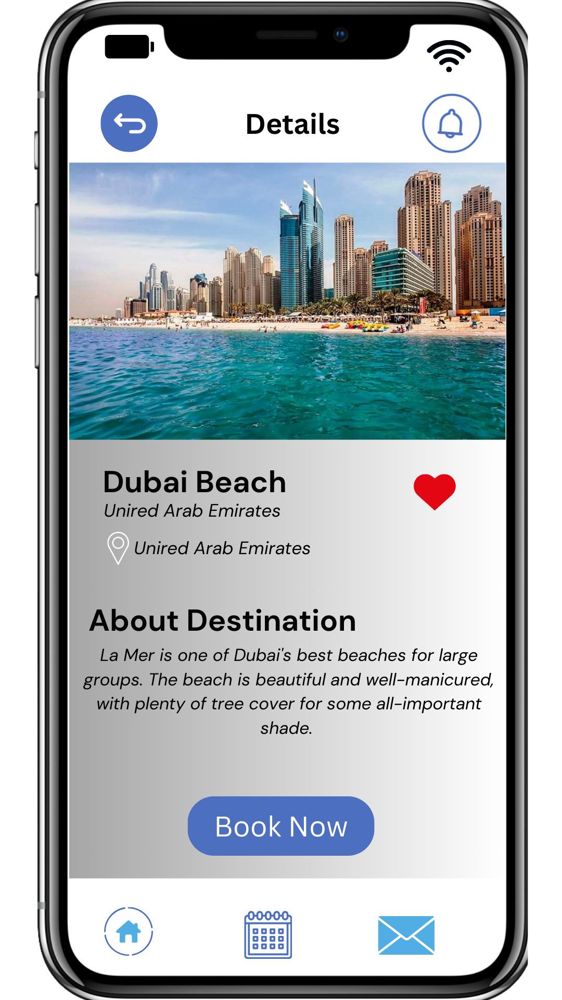 Details
Dubai Beach
Unired Arab Emirates
Unired Arab Emirates
About Destination
La Mer is one of Dubai's best beaches for large
groups. The beach is beautiful and well-manicured,
with plenty of tree cover for some all-important
shade.
Book Now